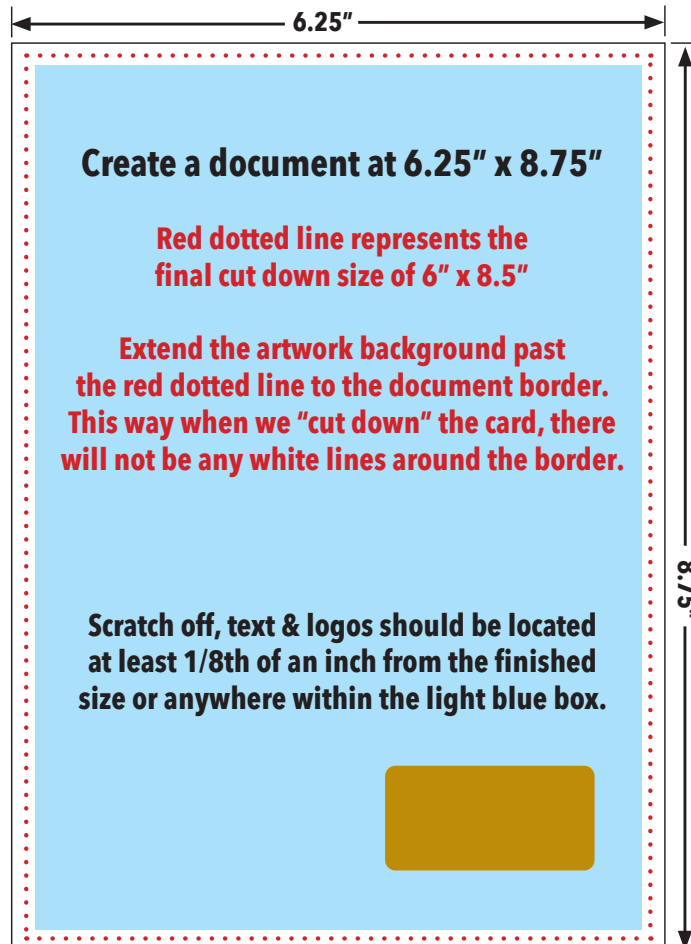 6.25”
Create a document at 6.25” x 8.75”
Red dotted line represents the
final cut down size of 6” x 8.5”
Extend the artwork background past
the red dotted line to the document border.
This way when we “cut down” the card, there
will not be any white lines around the border.
8.75”
Scratch off, text & logos should be located
at least 1/8th of an inch from the finished
size or anywhere within the light blue box.